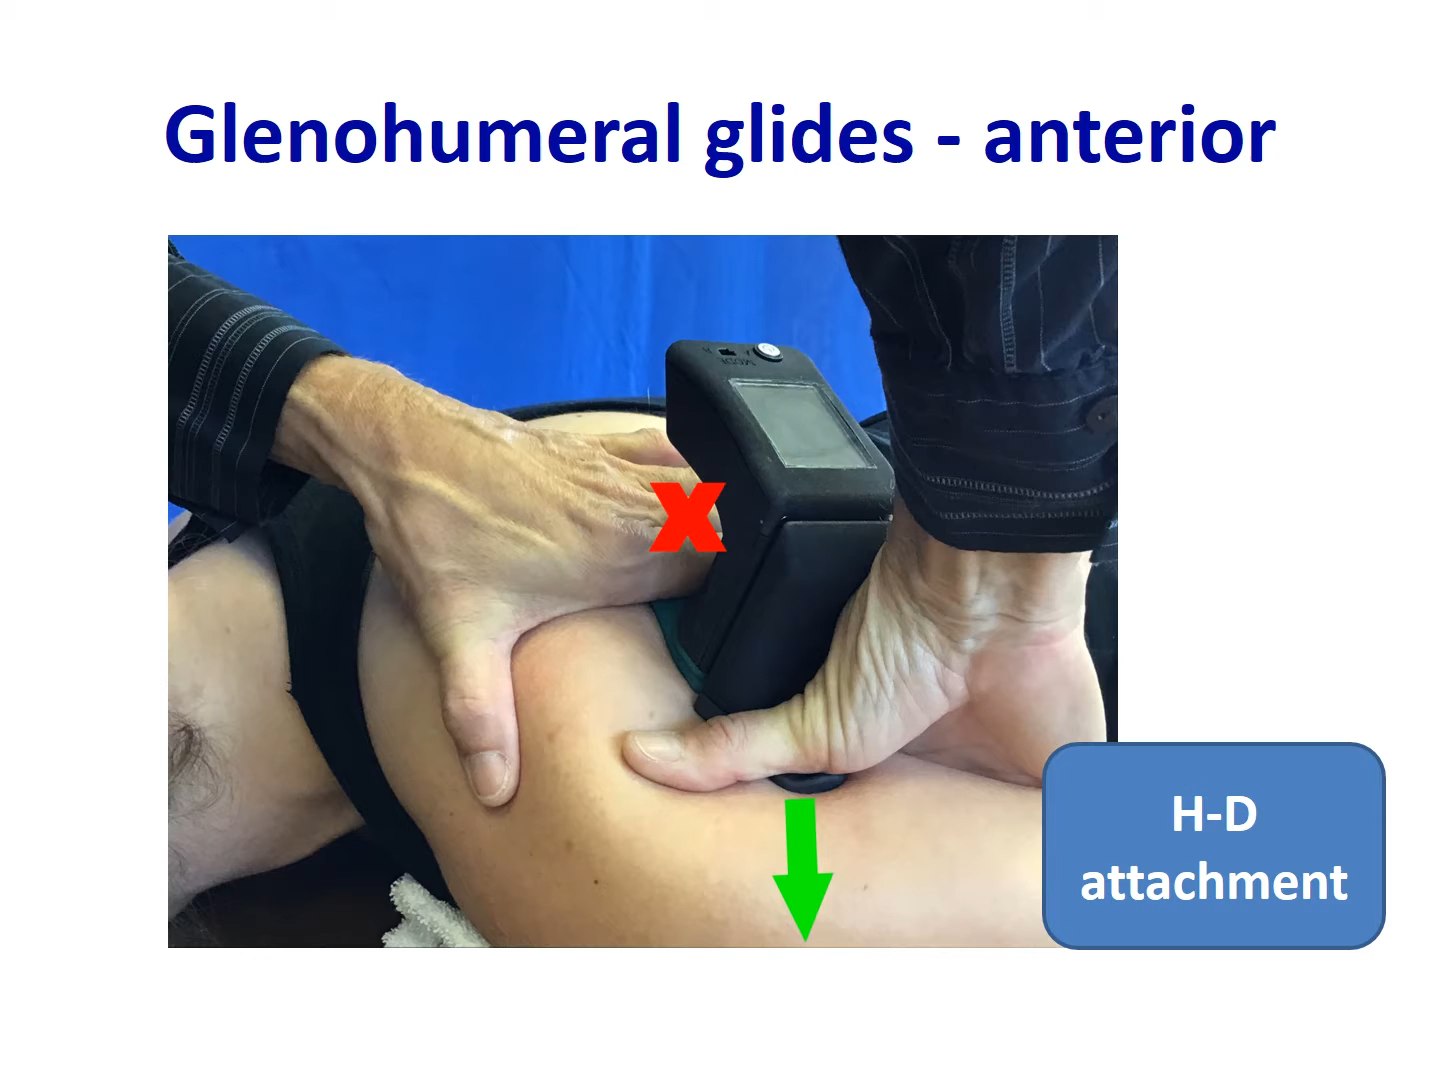 Glenohumeral glides - anterior
X
H-D
attachment